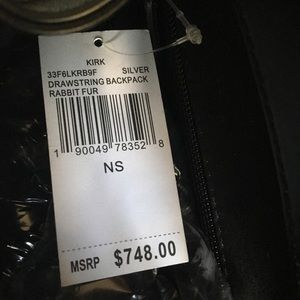 KIRK
33F6LKRB9F SILVER
DRAWSTRING BACKPACK
RABBIT FUR
1 90049 78352 8
NS
MSRP $748.00